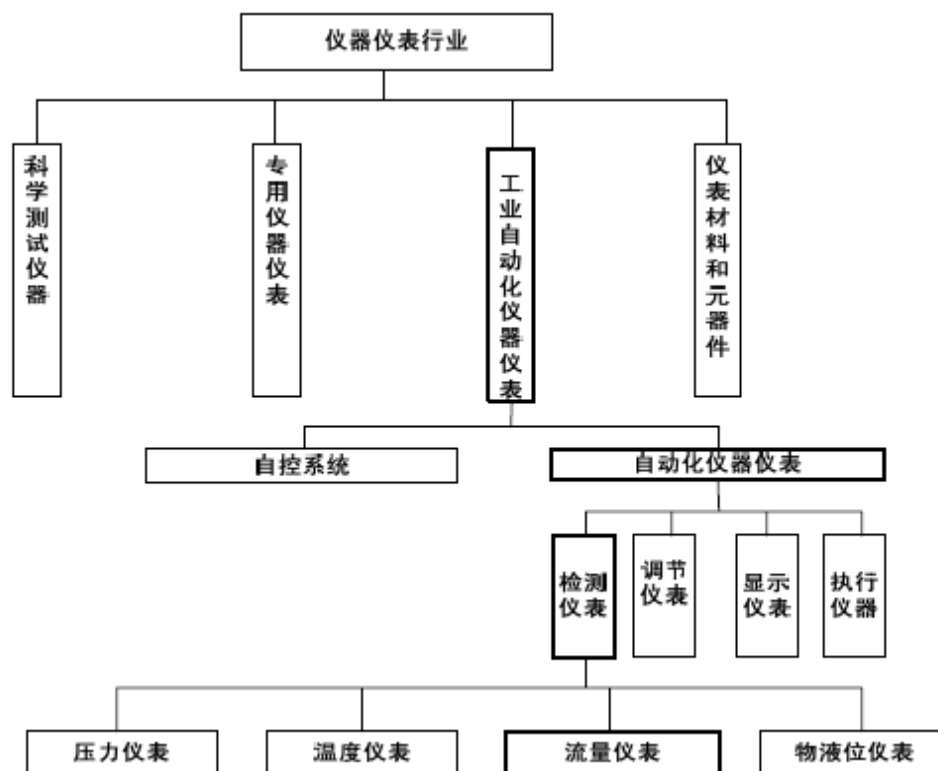 仪器仪表行业
科学测试仪器
专用仪器仪表
工业自动化仪器仪表
仪表材料和元器件
自控系统
自动化仪器仪表
检测
仪表
调节
仪表
显示
仪表
执行
仪器
压力仪表
温度仪表
流量仪表
物液位仪表